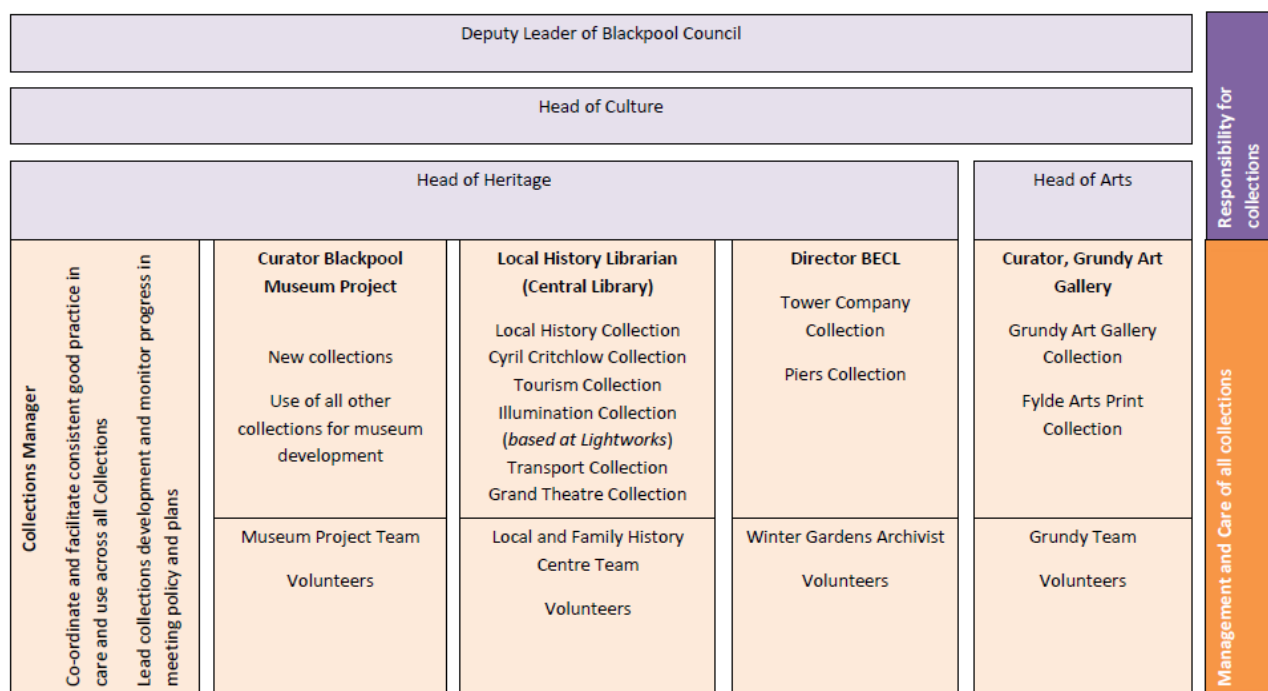 Deputy Leader of Blackpool Council
Head of Culture
Head of Heritage
Head of Arts
Responsibility for
collections
Collections Manager
Co-ordinate and facilitate consistent good practice in
care and use across all Collections
Lead collections development and monitor progress in
meeting policy and plans
Curator Blackpool
Museum Project
New collections
Use of all other
collections for museum
development
Museum Project Team
Volunteers
Local History Librarian
(Central Library)
Local History Collection
Cyril Critchlow Collection
Tourism Collection
Illumination Collection
(based at Lightworks)
Transport Collection
Grand Theatre Collection
Local and Family History
Centre Team
Volunteers
Director BECL
Tower Company
Collection
Piers Collection
Winter Gardens Archivist
Volunteers
Curator, Grundy Art
Gallery
Grundy Art Gallery
Collection
Fylde Arts Print
Collection
Grundy Team
Volunteers
Management and Care of all collections